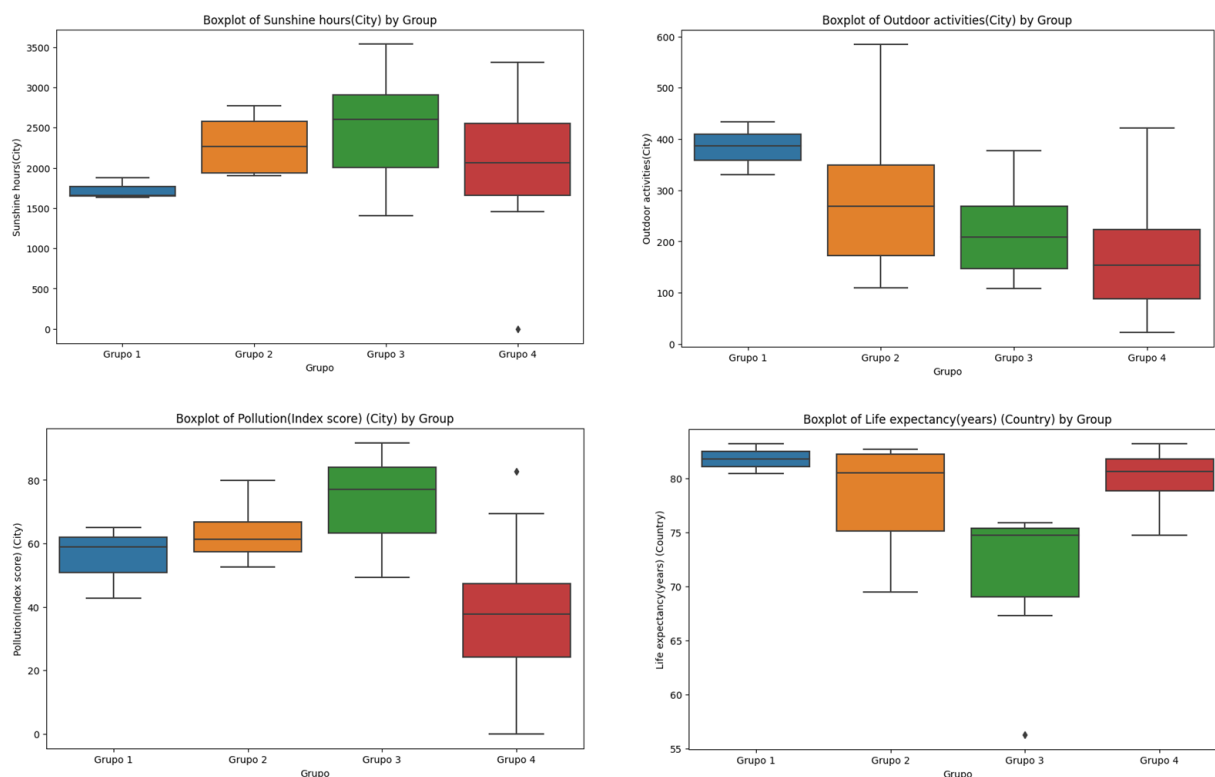 Boxplot of Sunshine hours(City) by Group
Sunshine hours(City)
3500
3000
2500
2000
1500
1000
500
0
Grupo 1 Grupo 2 Grupo 3 Grupo 4
Grupo
Boxplot of Outdoor activities(City) by Group
Outdoor activities(City)
600
500
400
300
200
100
0
Grupo 1 Grupo 2 Grupo 3 Grupo 4
Grupo
Boxplot of Pollution(Index score) (City) by Group
Pollution(Index score) (City)
80
60
40
20
0
Grupo 1 Grupo 2 Grupo 3 Grupo 4
Grupo
Boxplot of Life expectancy(years) (Country) by Group
Life expectancy(years) (Country)
80
75
70
65
60
55
Grupo 1 Grupo 2 Grupo 3 Grupo 4
Grupo